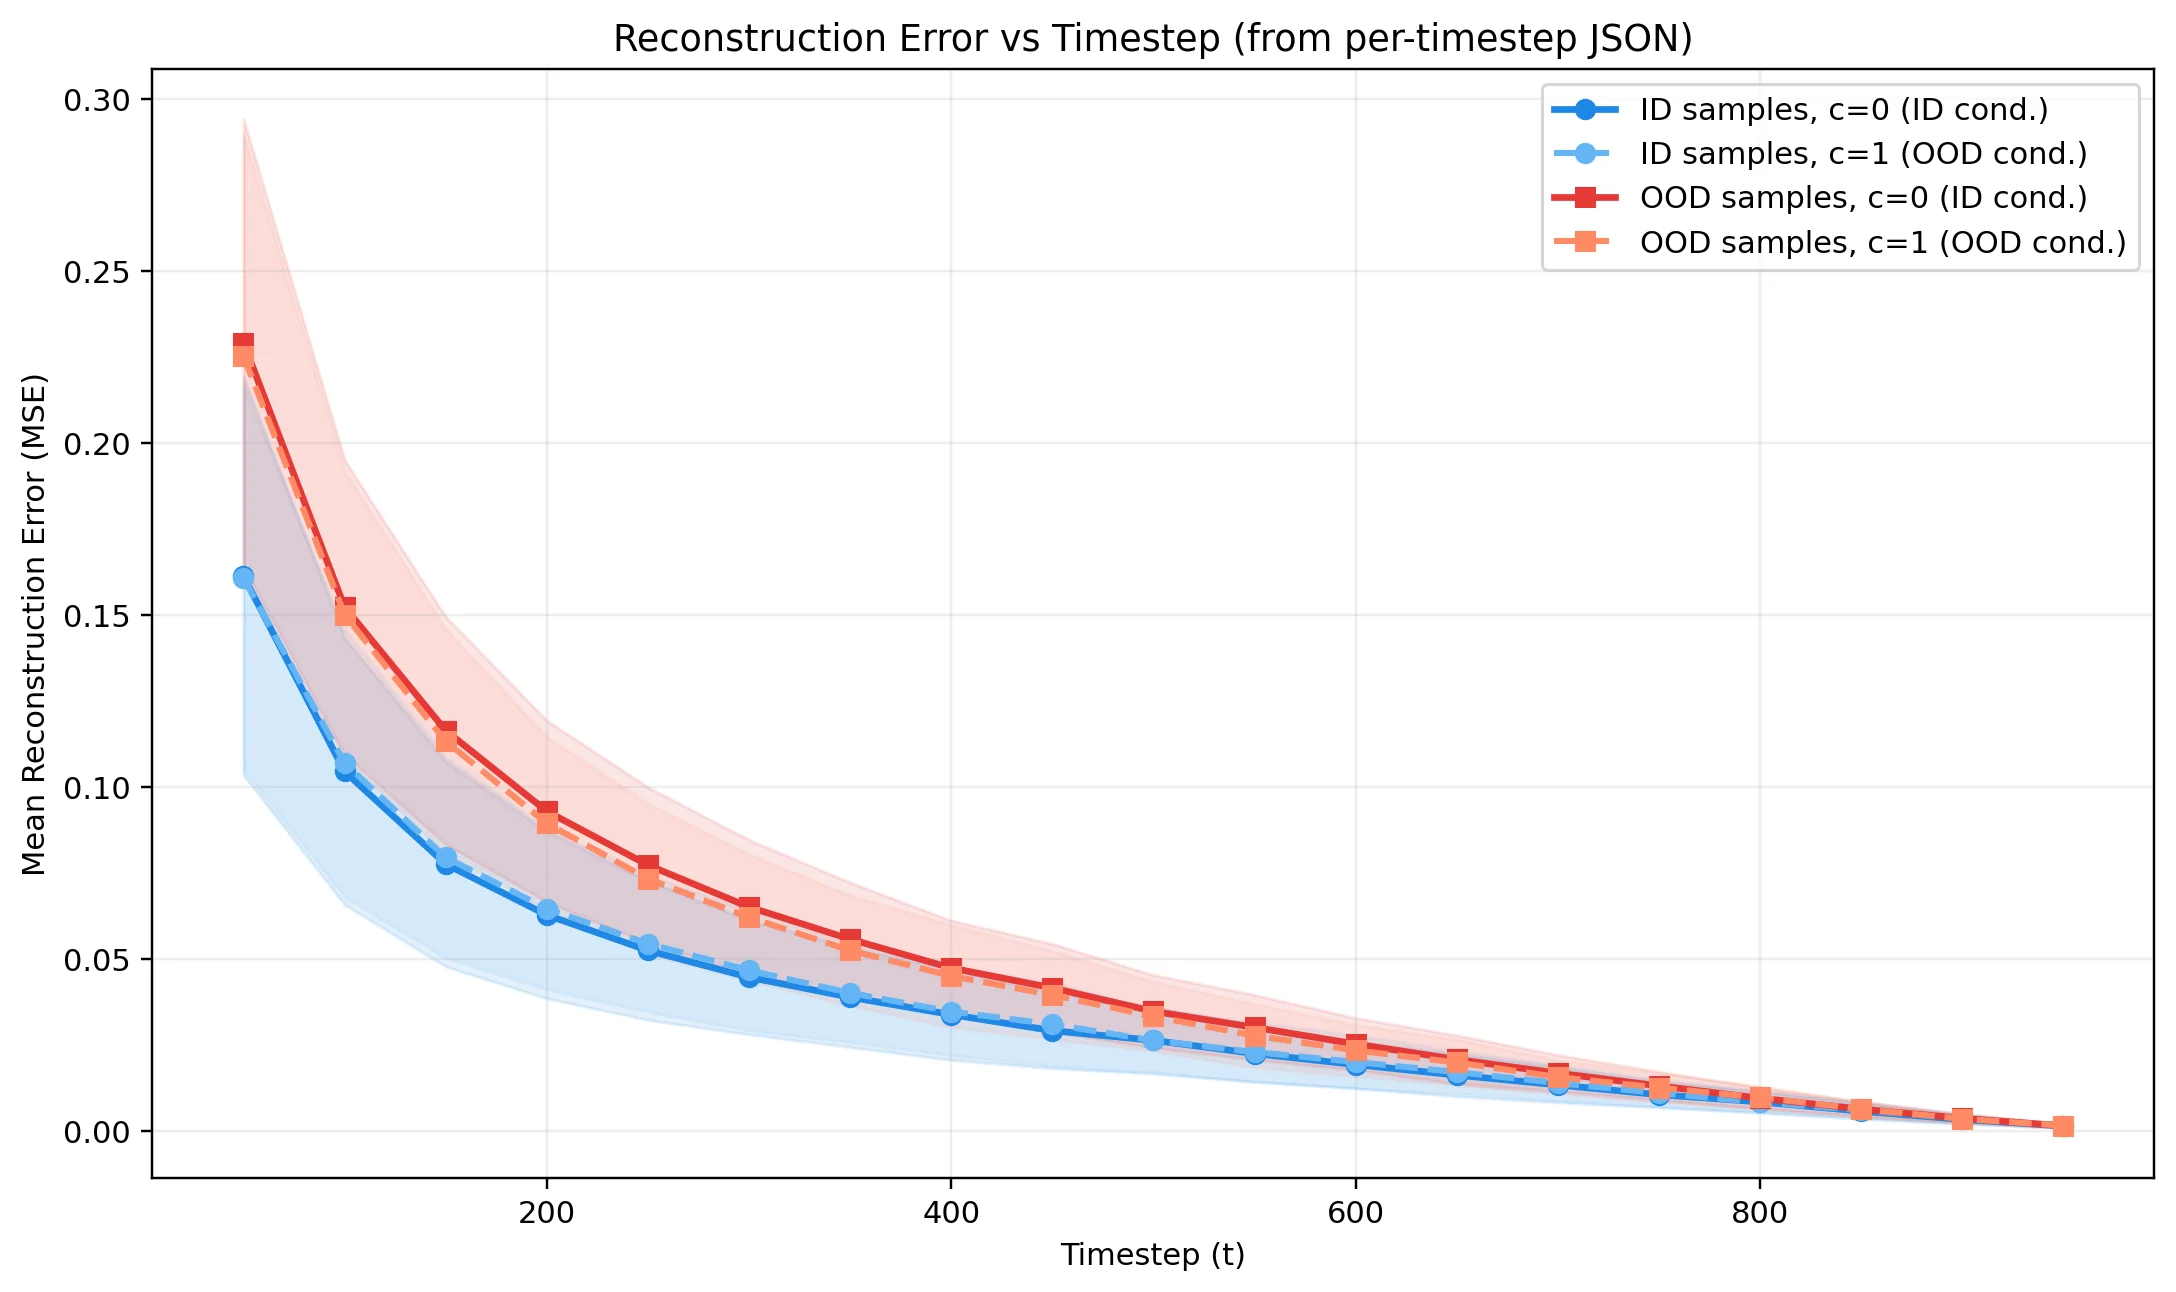 Reconstruction Error vs Timestep (from per-timestep JSON)
ID samples, c=0 (ID cond.)
ID samples, c=1 (OOD cond.)
OOD samples, c=0 (ID cond.)
OOD samples, c=1 (OOD cond.)
Mean Reconstruction Error (MSE)
0.30
0.25
0.20
0.15
0.10
0.05
0.00
200 400 600 800
Timestep (t)